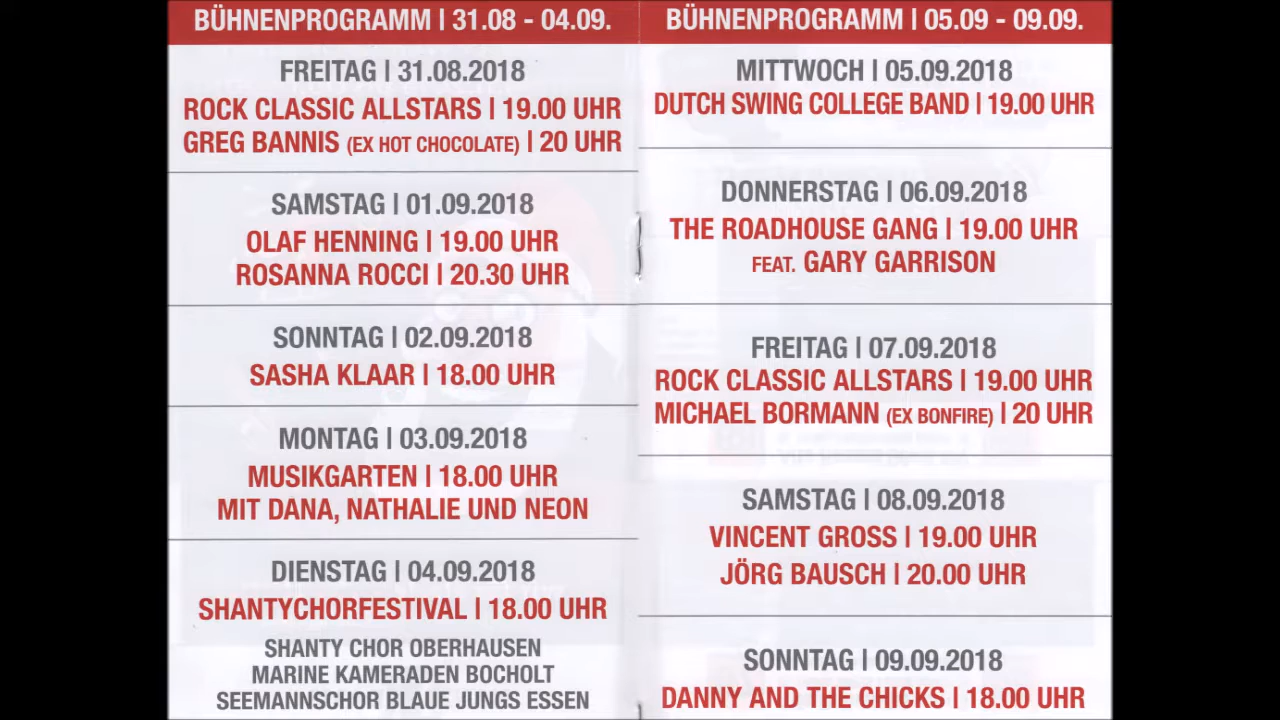 BÜHNENPROGRAMM | 31.08 - 04.09.
FREITAG | 31.08.2018
ROCK CLASSIC ALLSTARS | 19.00 UHR
GREG BANNIS (EX HOT CHOCOLATE) | 20 UHR
SAMSTAG | 01.09.2018
OLAF HENNING | 19.00 UHR
ROSANNA ROCCI | 20.30 UHR
SONNTAG | 02.09.2018
SASHA KLAAR | 18.00 UHR
MONTAG | 03.09.2018
MUSIKGARTEN | 18.00 UHR
MIT DANA, NATHALIE UND NEON
DIENSTAG | 04.09.2018
SHANTYCHORFESTIVAL | 18.00 UHR
SHANTY CHOR OBERHAUSEN
MARINE KAMERADEN BOCHOLT
SEEMANNSCHOR BLAUE JUNGS ESSEN
BÜHNENPROGRAMM | 05.09 - 09.09.
MITTWOCH | 05.09.2018
DUTCH SWING COLLEGE BAND | 19.00 UHR
DONNERSTAG | 06.09.2018
THE ROADHOUSE GANG | 19.00 UHR
FEAT. GARY GARRISON
FREITAG | 07.09.2018
ROCK CLASSIC ALLSTARS | 19.00 UHR
MICHAEL BORMANN (EX BONFIRE) | 20 UHR
SAMSTAG | 08.09.2018
VINCENT GROSS | 19.00 UHR
JÖRG BAUSCH | 20.00 UHR
SONNTAG | 09.09.2018
DANNY AND THE CHICKS | 18.00 UHR